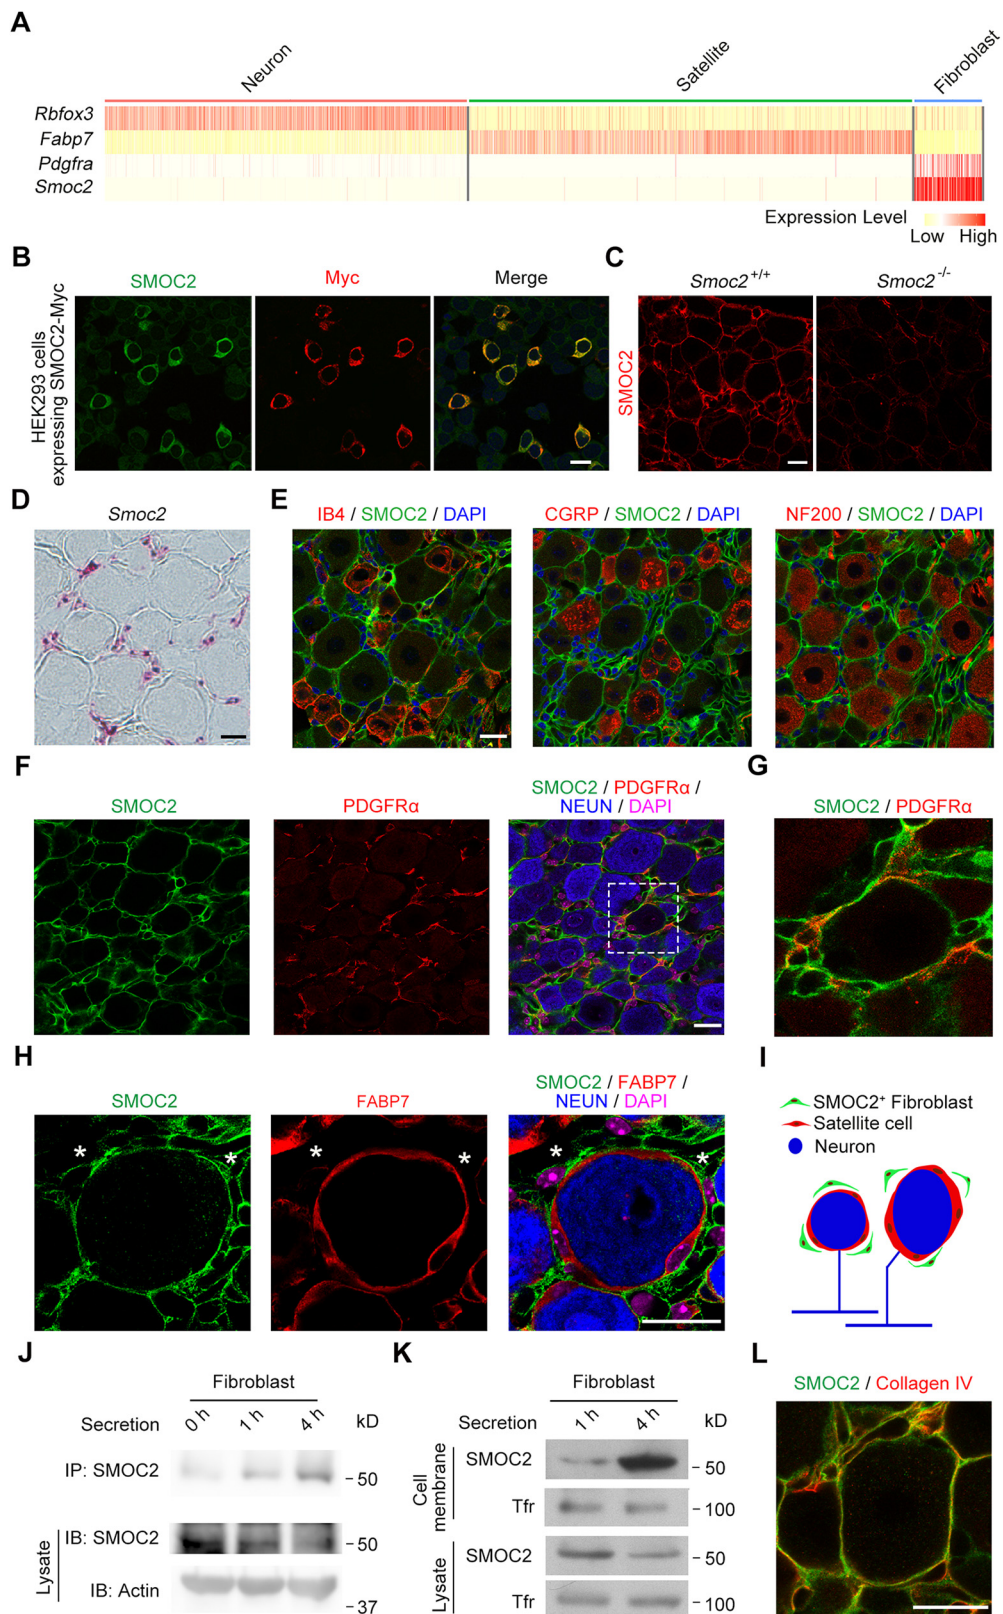 A
Neuron
Satellite
Fibroblast
Rbfox3
Fabp7
Pdgfra
Smoc2
Expression Level
Low High
B
SMOC2
Myc
Merge
HEK293 cells
expressing SMOC2-Myc
C
Smoc2+/+
Smoc2-/-
SMOC2
D
Smoc2
E
IB4 / SMOC2 / DAPI
CGRP / SMOC2 / DAPI
NF200 / SMOC2 / DAPI
F
SMOC2
PDGFRα
SMOC2 / PDGFRα /
NEUN / DAPI
G
SMOC2 / PDGFRα
H
SMOC2
FABP7
SMOC2 / FABP7 /
NEUN / DAPI
* *
* *
* *
I
SMOC2+ Fibroblast
Satellite cell
Neuron
J
Fibroblast
Secretion 0 h 1 h 4 h kD
IP: SMOC2 - 50
Lysate
IB: SMOC2 - 50
IB: Actin
- 37
K
Fibroblast
Secretion 1 h 4 h kD
Cell
membrane
SMOC2 - 50
Tfr - 100
Lysate
SMOC2 - 50
Tfr - 100
L
SMOC2 / Collagen IV